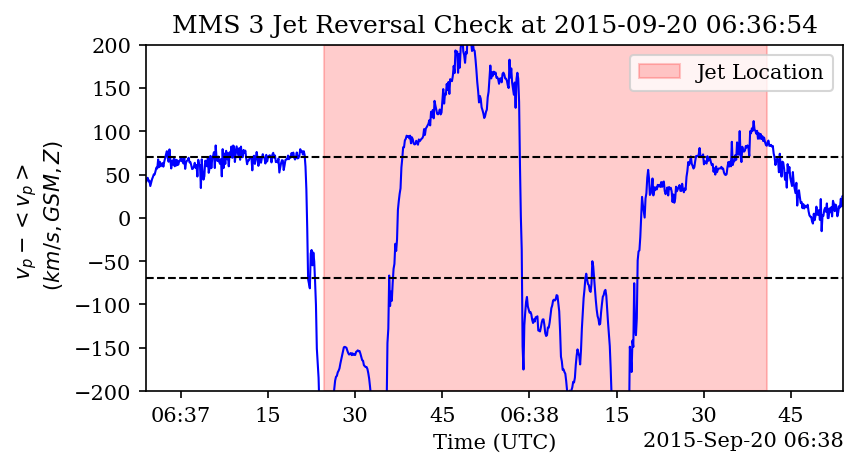 MMS 3 Jet Reversal Check at 2015-09-20 06:36:54
200
150
100
50
0
−50
−100
−150
−200
v_p − < v_p >
(km/s, GSM, Z)
Jet Location
06:37 15 30 45 06:38 15 30 45
Time (UTC)
2015-Sep-20 06:38